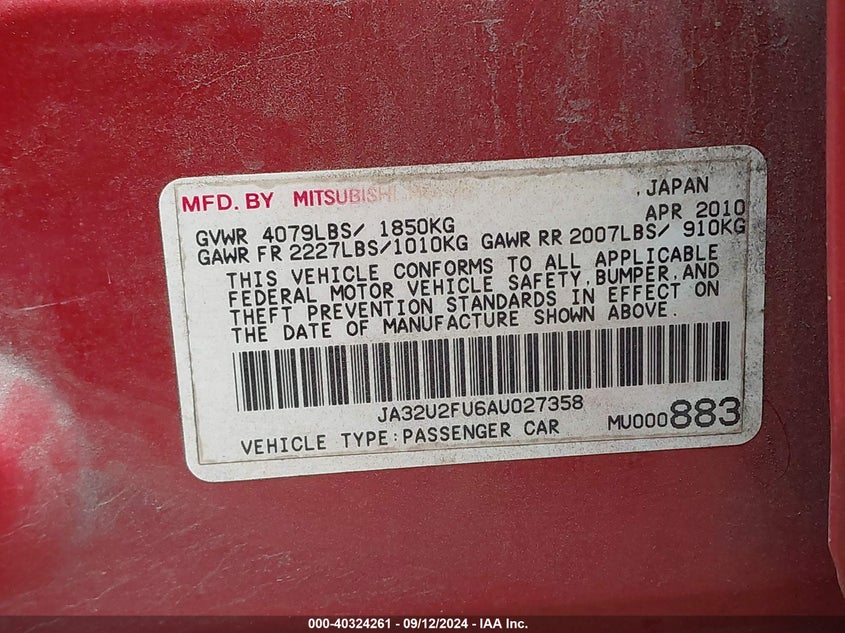 MFD. BY MITSUBISHI
, JAPAN
APR 2010
GVWR 4079LBS/ 1850KG
GAWR FR 2227LBS/1010KG GAWR RR 2007LBS/ 910KG
THIS VEHICLE CONFORMS TO ALL APPLICABLE
FEDERAL MOTOR VEHICLE SAFETY, BUMPER, AND
THEFT PREVENTION STANDARDS IN EFFECT ON
THE DATE OF MANUFACTURE SHOWN ABOVE.
JA32U2FU6AU027358
VEHICLE TYPE:PASSENGER CAR MU000883
000-40324261 - 09/12/2024 - IAA Inc.